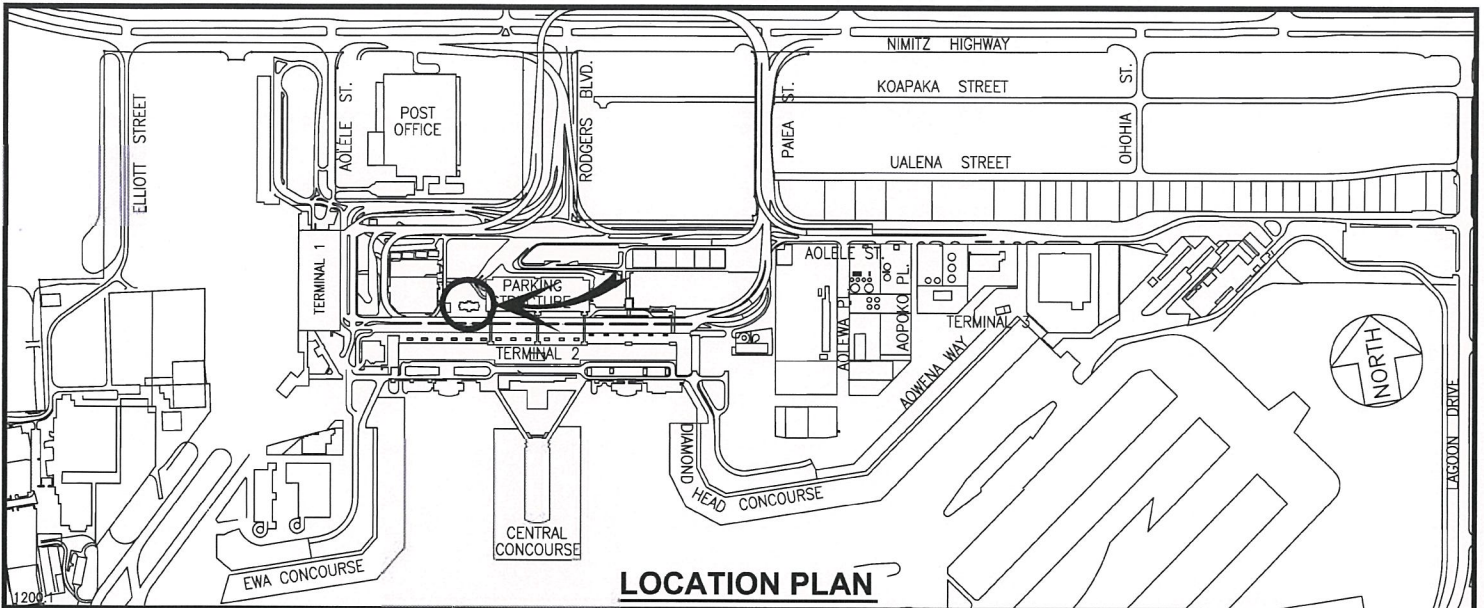 NIMITZ HIGHWAY
KOAPAKA STREET
UALENA STREET
ELLIOTT STREET
AOLELE ST.
POST
OFFICE
RODGERS BLVD.
PAIEA ST.
OHOHIA ST.
TERMINAL 1
PARKING
TERMINAL 2
AOLELE ST.
AOLEWA PL.
AOPOKO PL.
TERMINAL 3
AOWENA WAY
NORTH
LAGOON DRIVE
DIAMOND
HEAD CONCOURSE
CENTRAL
CONCOURSE
EWA CONCOURSE
LOCATION PLAN